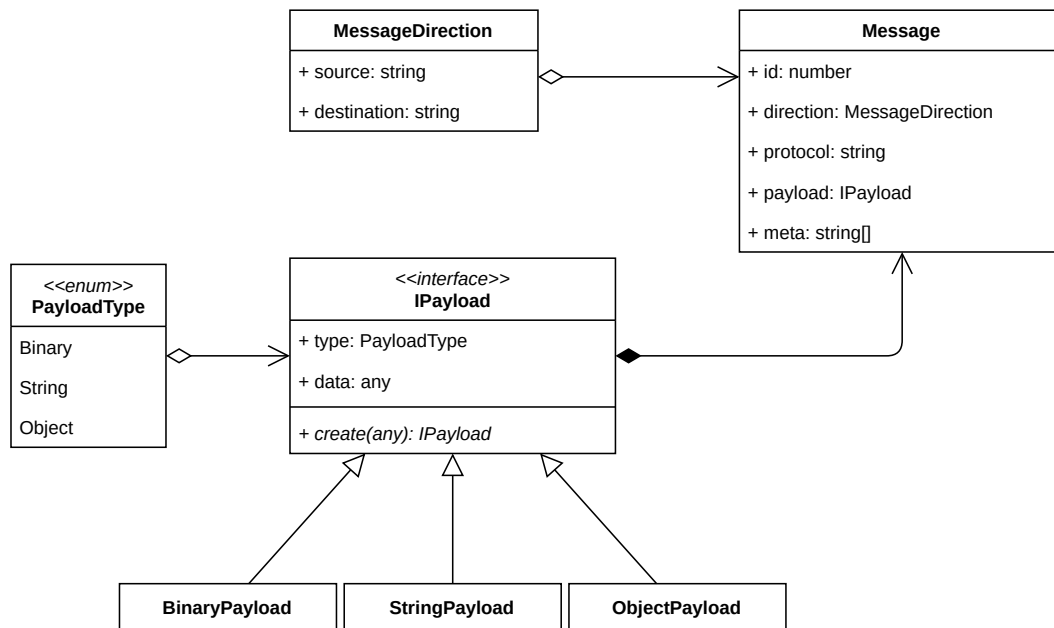 MessageDirection
+ source: string
+ destination: string
Message
+ id: number
+ direction: MessageDirection
+ protocol: string
+ payload: IPayload
+ meta: string[]
<<enum>>
PayloadType
Binary
String
Object
<<interface>>
IPayload
+ type: PayloadType
+ data: any
+ create(any): IPayload
BinaryPayload
StringPayload
ObjectPayload